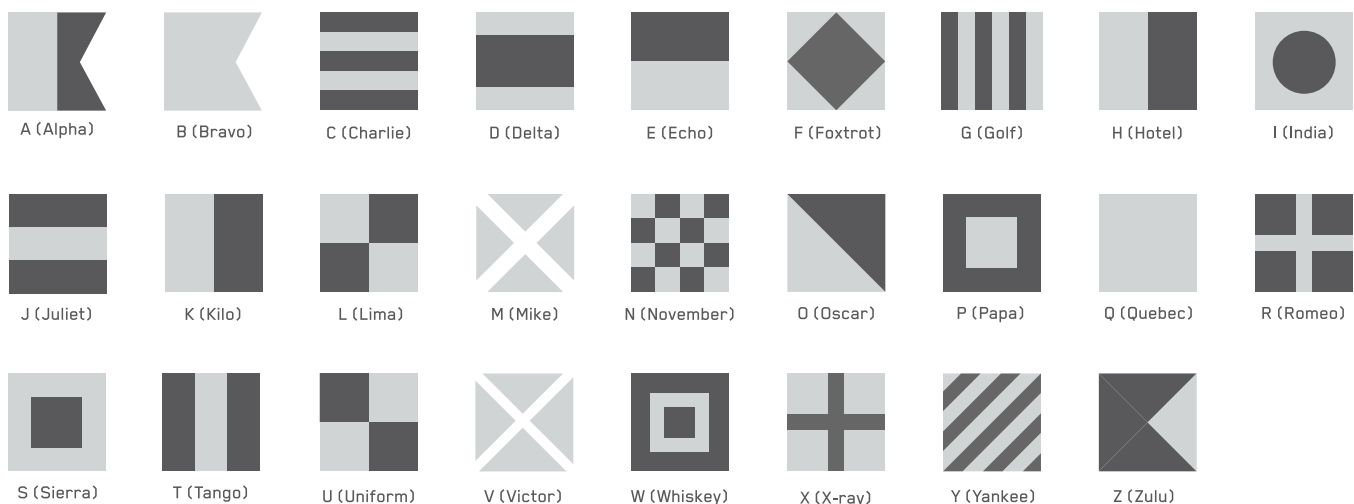 A (Alpha) B (Bravo) C (Charlie) D (Delta) E (Echo) F (Foxtrot) G (Golf) H (Hotel) I (India)
J (Juliet) K (Kilo) L (Lima) M (Mike) N (November) O (Oscar) P (Papa) Q (Quebec) R (Romeo)
S (Sierra) T (Tango) U (Uniform) V (Victor) W (Whiskey) X (X-ray) Y (Yankee) Z (Zulu)